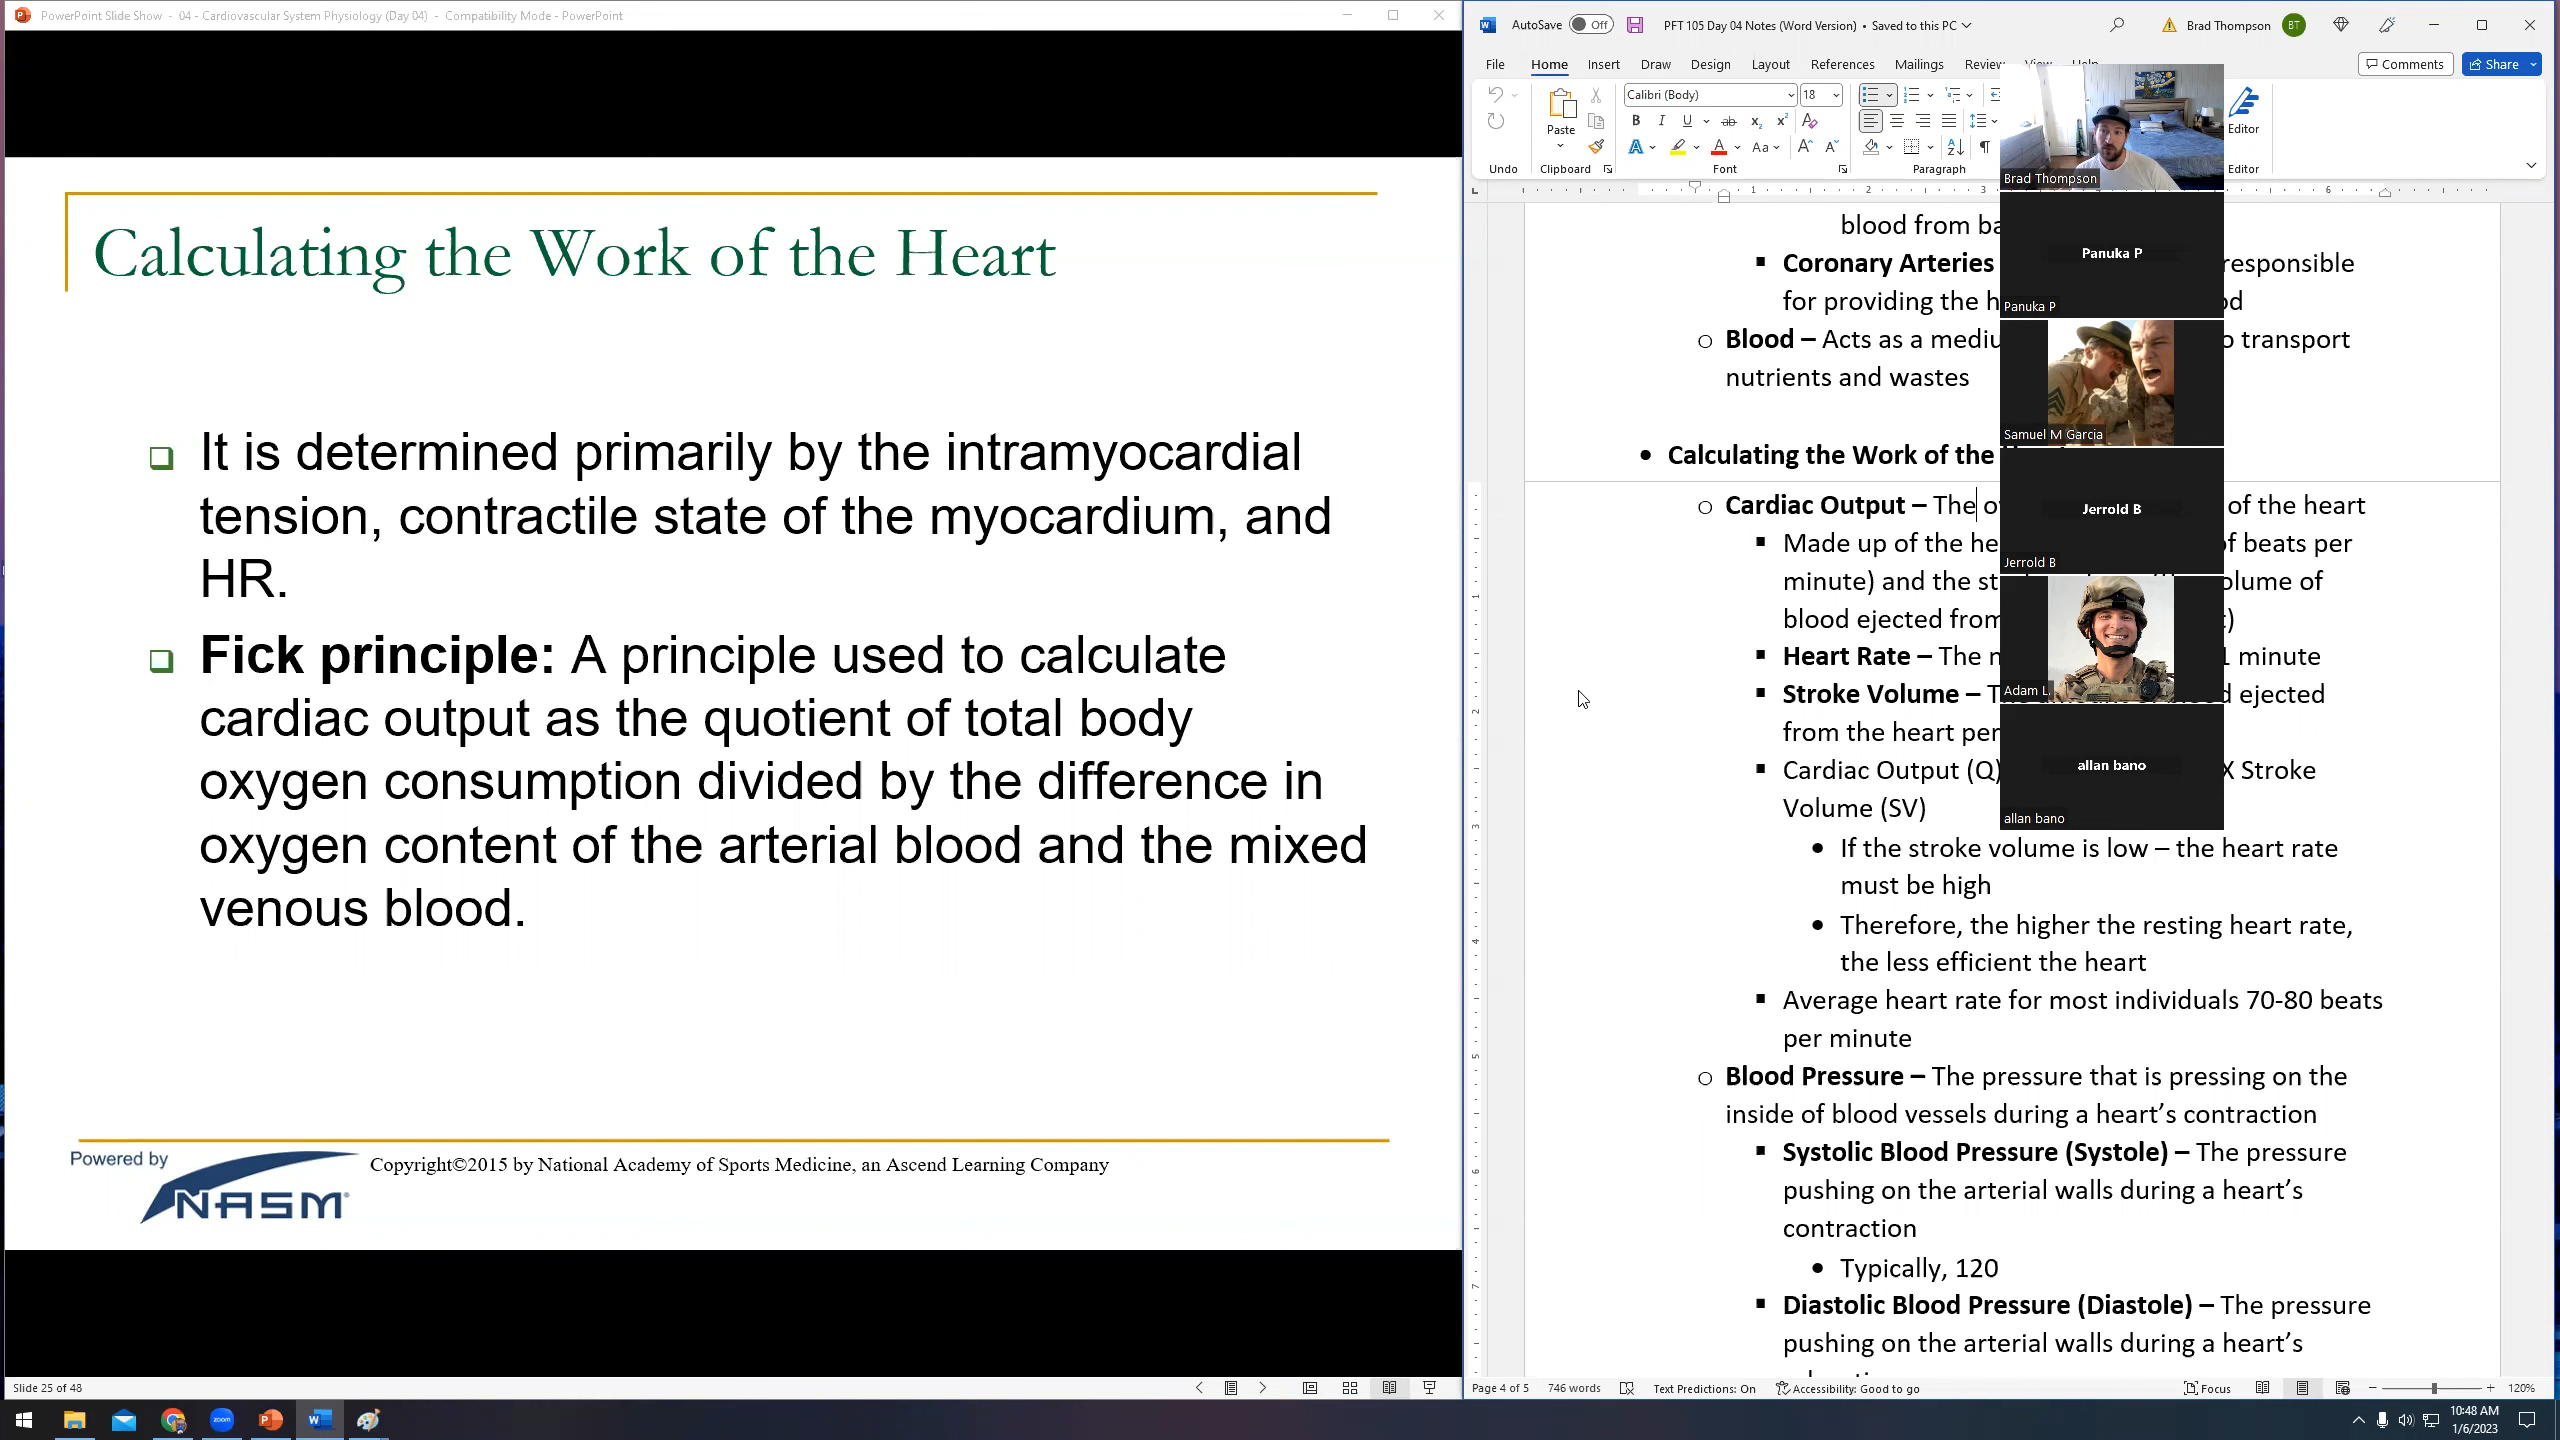 PowerPoint Slide Show - 04 - Cardiovascular System Physiology (Day 04) - Compatibility Mode - PowerPoint
Calculating the Work of the Heart
It is determined primarily by the intramyocardial
tension, contractile state of the myocardium, and
HR.
Fick principle: A principle used to calculate
cardiac output as the quotient of total body
oxygen consumption divided by the difference in
oxygen content of the arterial blood and the mixed
venous blood.
Powered by
NASM
Copyright©2015 by National Academy of Sports Medicine, an Ascend Learning Company
Slide 25 of 48
AutoSave Off PFT 105 Day 04 Notes (Word Version) • Saved to this PC Brad Thompson BT
File Home Insert Draw Design Layout References Mailings Review View Help Comments Share
Calibri (Body) 18
Paste
Editor
Undo Clipboard Font Paragraph Editor
1 2 3 6
blood from
Coronary Arteries responsible
for providing the
Blood – Acts as a transport
nutrients and wastes
Calculating the Work of the
Cardiac Output – The of the heart
Made up of the of beats per
minute) and the
blood ejected
Heart Rate – The 1 minute
Stroke Volume – ejected
from the heart per
Cardiac Output (Q) X Stroke
Volume (SV)
If the stroke volume is low – the heart rate
must be high
Therefore, the higher the resting heart rate,
the less efficient the heart
Average heart rate for most individuals 70-80 beats
per minute
Blood Pressure – The pressure that is pressing on the
inside of blood vessels during a heart’s contraction
Systolic Blood Pressure (Systole) – The pressure
pushing on the arterial walls during a heart’s
contraction
Typically, 120
Diastolic Blood Pressure (Diastole) – The pressure
pushing on the arterial walls during a heart’s
Brad Thompson
Panuka P
Panuka P
Samuel M Garcia
Jerrold B
Jerrold B
Adam L.
allan bano
allan bano
Page 4 of 5 746 words Text Predictions: On Accessibility: Good to go Focus 120%
zoom
10:48 AM
1/6/2023